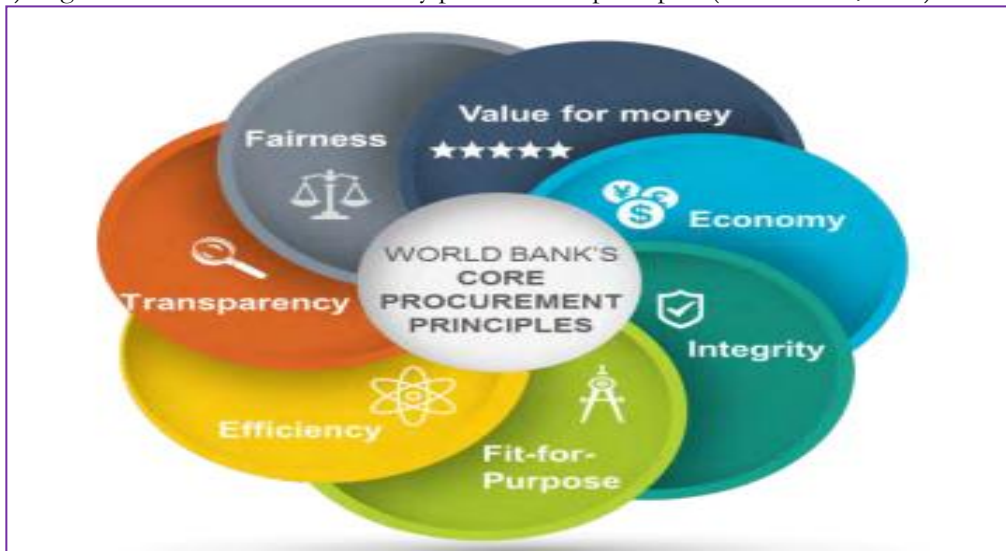 Value for money
Fairness
Economy
WORLD BANK'S
CORE
PROCUREMENT
PRINCIPLES
Transparency
Integrity
Efficiency
Fit-for-
Purpose